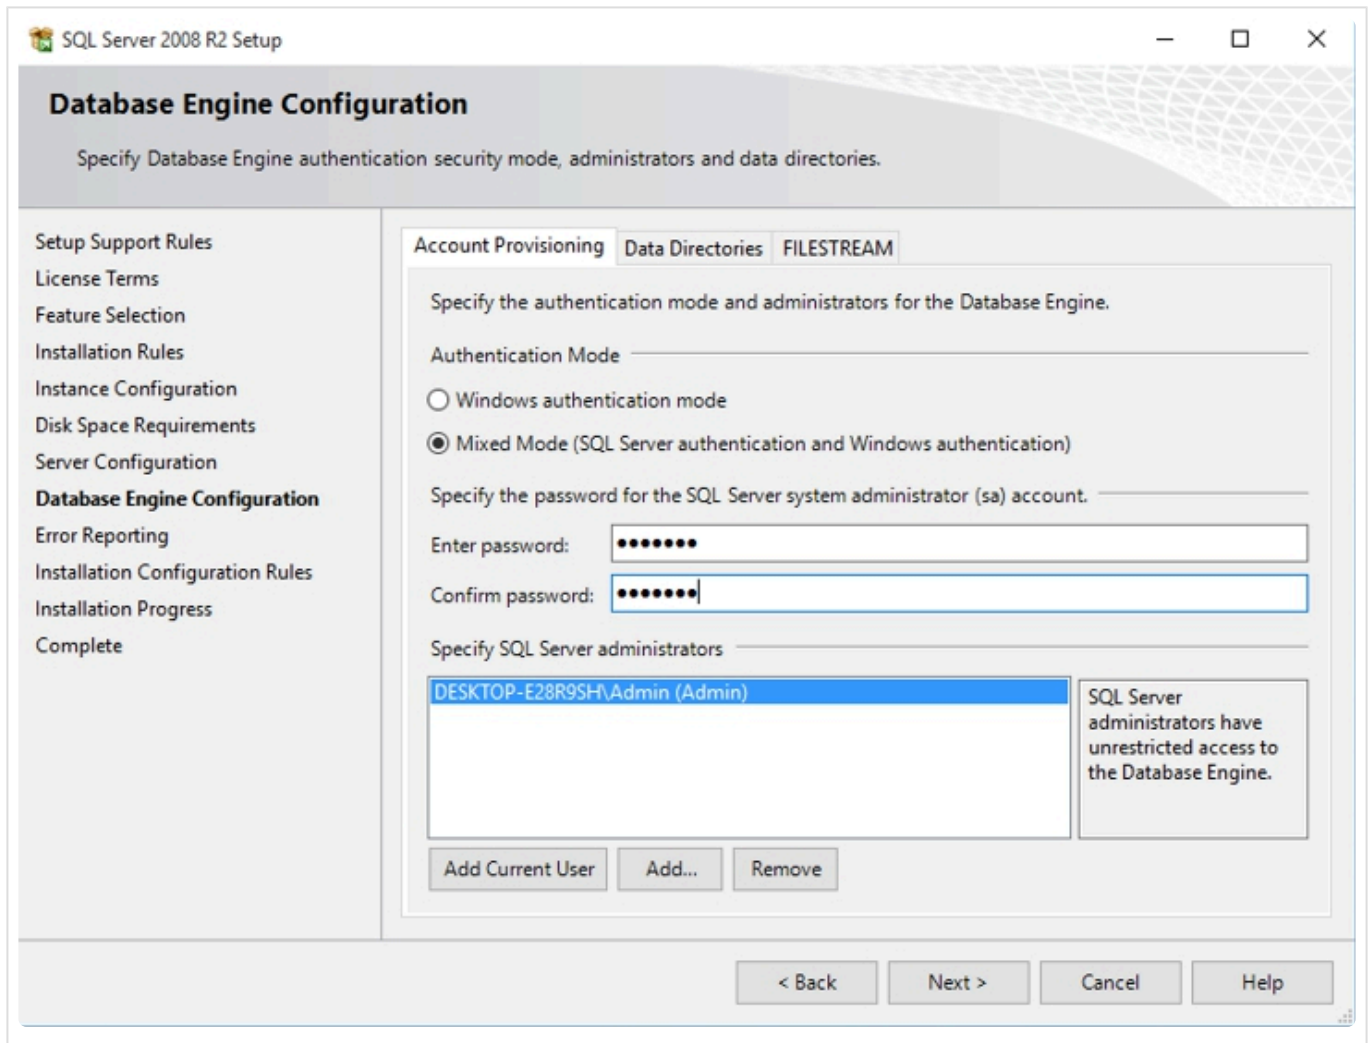 SQL Server 2008 R2 Setup
Database Engine Configuration
Specify Database Engine authentication security mode, administrators and data directories.
Setup Support Rules
License Terms
Feature Selection
Installation Rules
Instance Configuration
Disk Space Requirements
Server Configuration
Database Engine Configuration
Error Reporting
Installation Configuration Rules
Installation Progress
Complete
Account Provisioning Data Directories FILESTREAM
Specify the authentication mode and administrators for the Database Engine.
Authentication Mode
Windows authentication mode
Mixed Mode (SQL Server authentication and Windows authentication)
Specify the password for the SQL Server system administrator (sa) account.
Enter password: •••••••
Confirm password: •••••••
Specify SQL Server administrators
DESKTOP-E28R9SH\Admin (Admin)
SQL Server
administrators have
unrestricted access to
the Database Engine.
Add Current User Add... Remove
< Back Next > Cancel Help